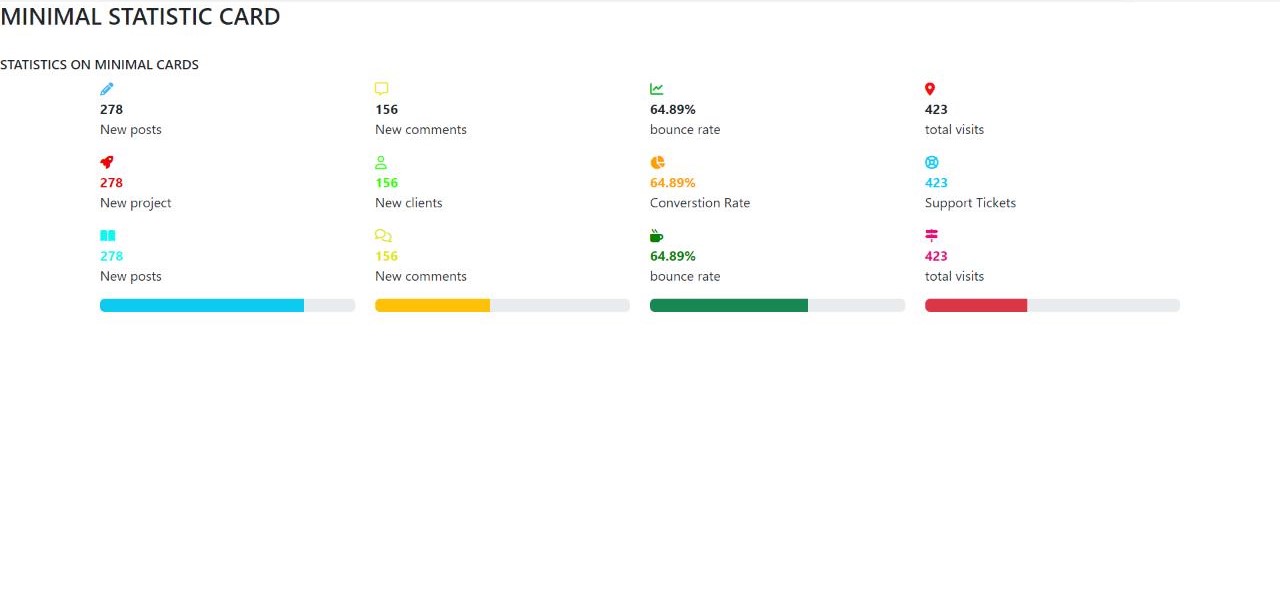 MINIMAL STATISTIC CARD
STATISTICS ON MINIMAL CARDS
278
New posts
156
New comments
64.89%
bounce rate
423
total visits
278
New project
156
New clients
64.89%
Converstion Rate
423
Support Tickets
278
New posts
156
New comments
64.89%
bounce rate
423
total visits